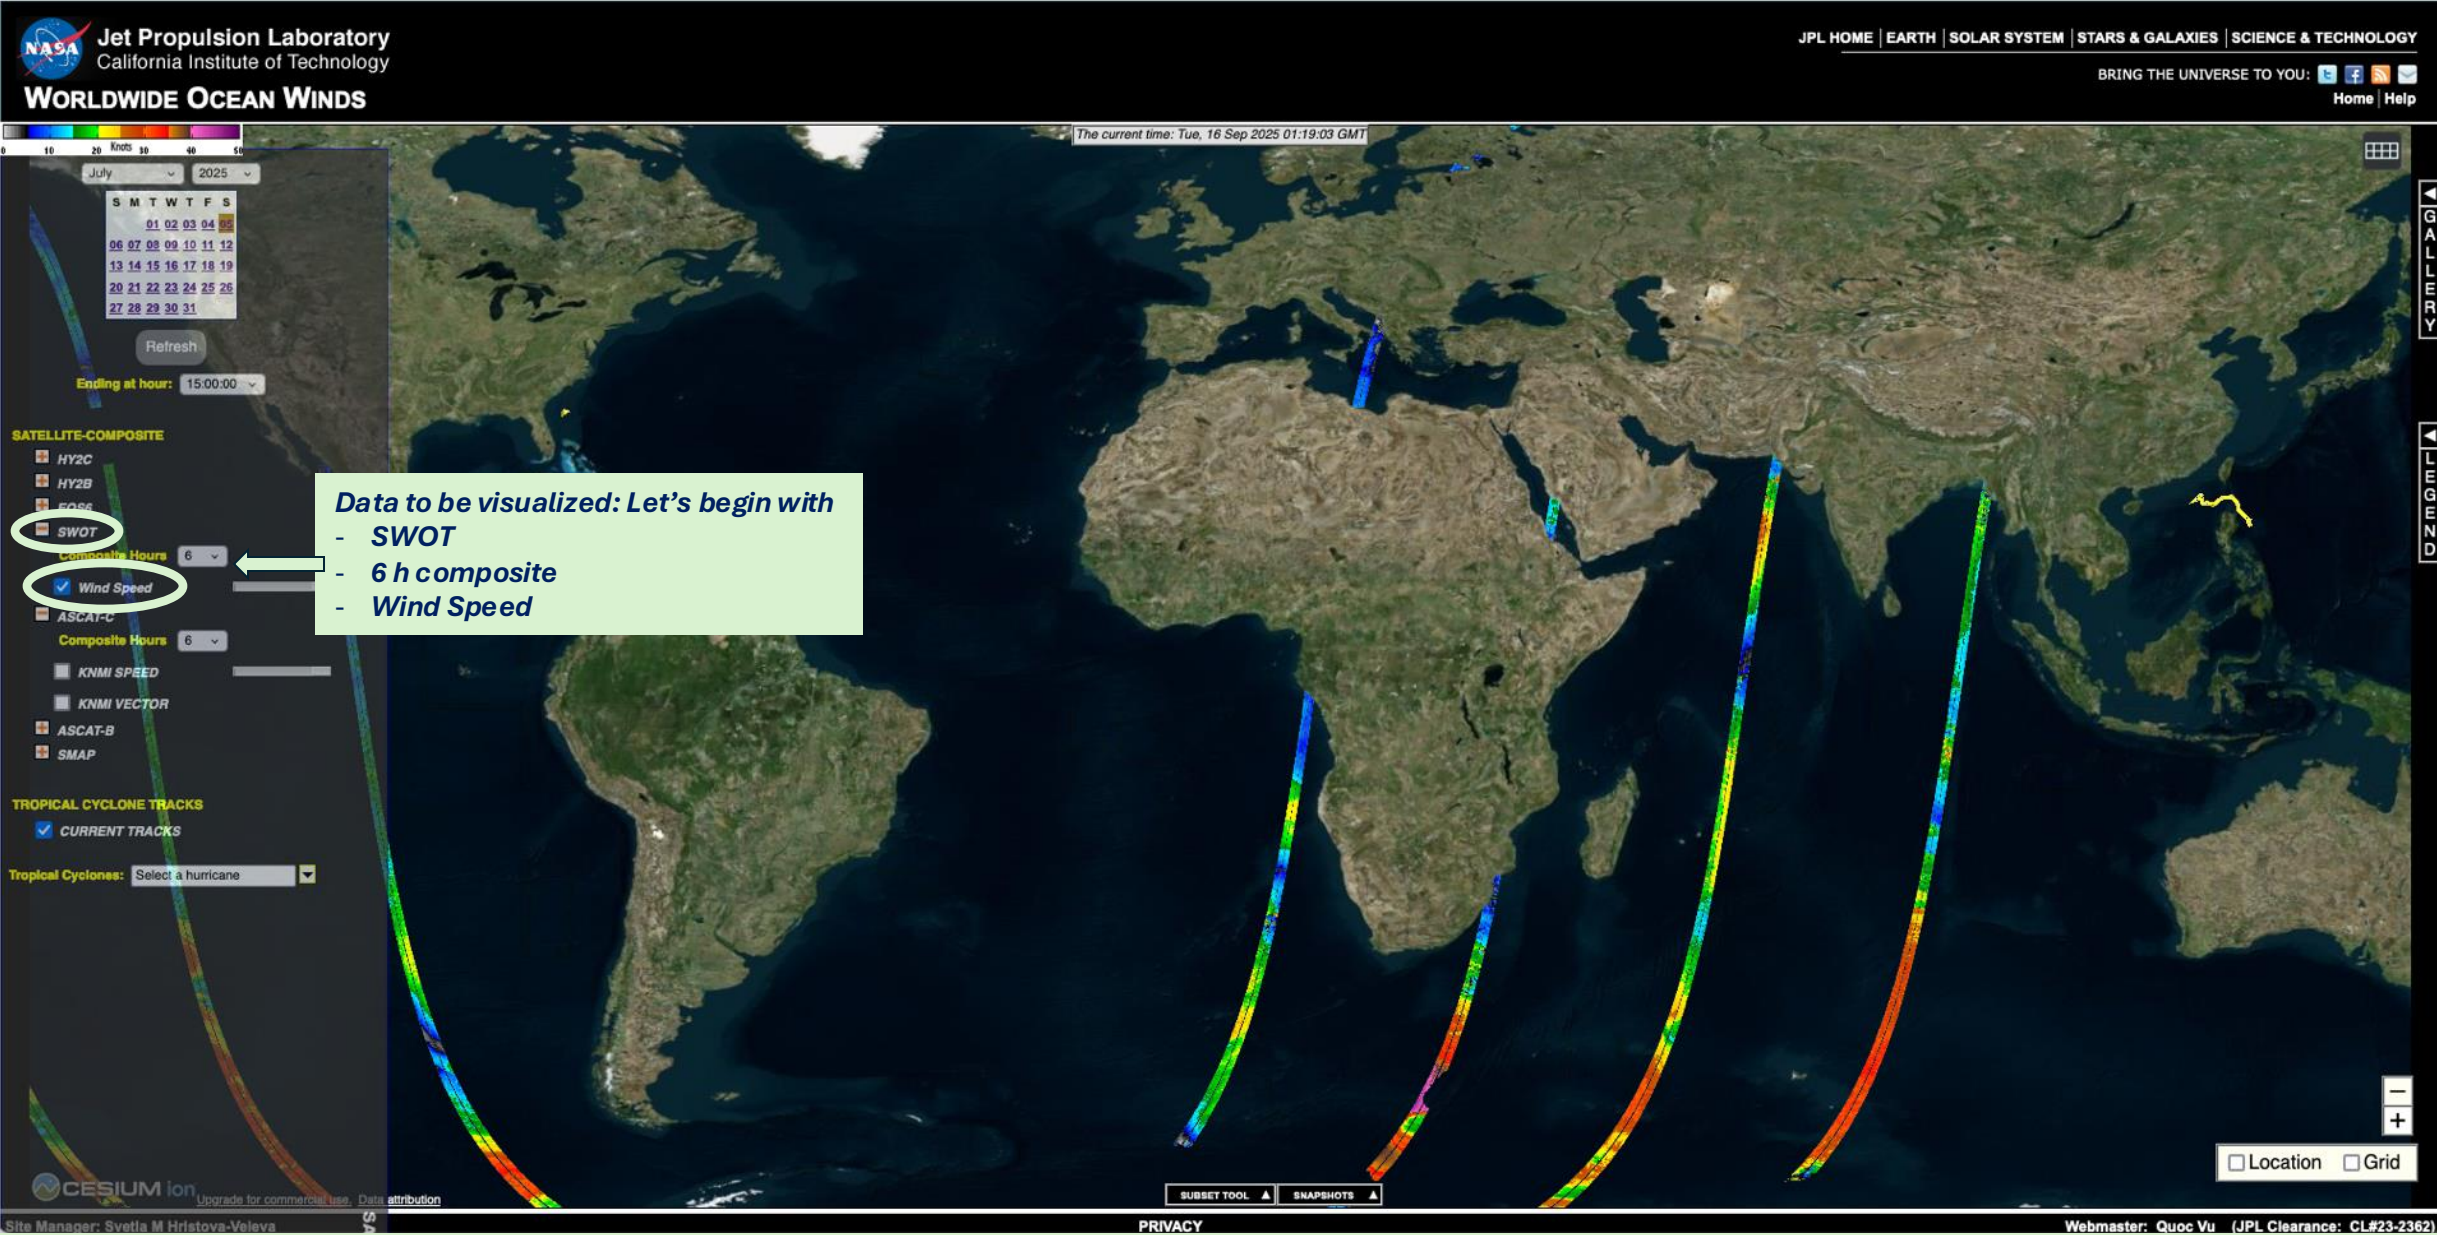 NASA
Jet Propulsion Laboratory
California Institute of Technology
WORLDWIDE OCEAN WINDS
JPL HOME | EARTH | SOLAR SYSTEM | STARS & GALAXIES | SCIENCE & TECHNOLOGY
BRING THE UNIVERSE TO YOU:
Home | Help
The current time: Tue, 16 Sep 2025 01:19:03 GMT
0 10 20 Knots 30 40 50
July 2025
S M T W T F S
01 02 03 04 05
06 07 08 09 10 11 12
13 14 15 16 17 18 19
20 21 22 23 24 25 26
27 28 29 30 31
Refresh
Ending at hour: 15:00:00
SATELLITE-COMPOSITE
HY2C
HY2B
EOS6
SWOT
Composite Hours 6
Wind Speed
ASCAT-C
Composite Hours 6
KNMI SPEED
KNMI VECTOR
ASCAT-B
SMAP
TROPICAL CYCLONE TRACKS
CURRENT TRACKS
Tropical Cyclones: Select a hurricane
Data to be visualized: Let's begin with
- SWOT
- 6 h composite
- Wind Speed
GALLERY
LEGEND
Location Grid
SUBSET TOOL SNAPSHOTS
CESIUM ion
Upgrade for commercial use. Data attribution
SA
Site Manager: Svetla M Hristova-Veleva
PRIVACY
Webmaster: Quoc Vu (JPL Clearance: CL#23-2362)